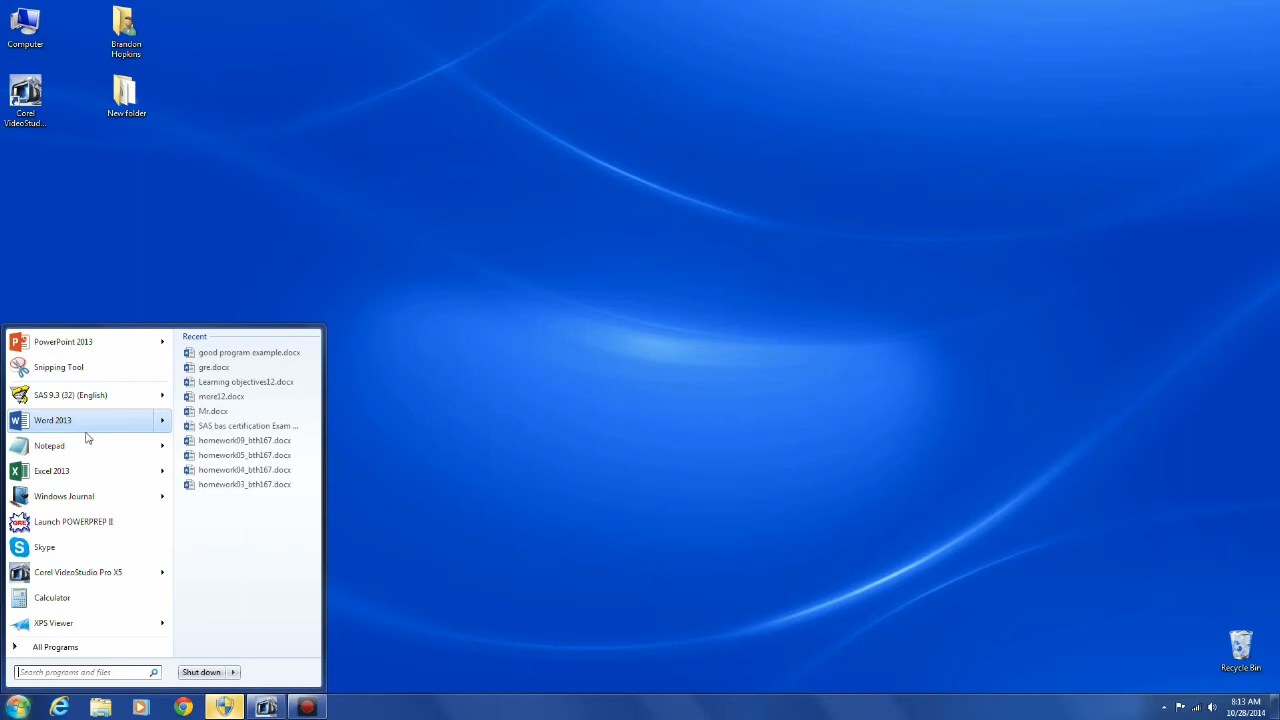 Computer
Brandon
Hopkins
Corel
VideoStud...
New folder
PowerPoint 2013
Snipping Tool
SAS 9.3 (32) (English)
Word 2013
Notepad
Excel 2013
Windows Journal
GRE
Launch POWERPREP II
Skype
Corel VideoStudio Pro X5
Calculator
XPS Viewer
All Programs
Search programs and files
Recent
good program example.docx
gre.docx
Learning objectives12.docx
more12.docx
Mr.docx
SAS bas certification Exam ...
homework09_bth167.docx
homework05_bth167.docx
homework04_bth167.docx
homework03_bth167.docx
Shut down
Recycle Bin
8:13 AM
10/28/2014